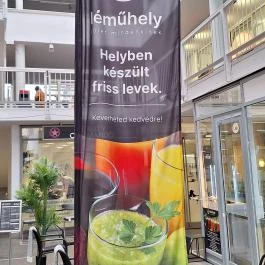 léműhely
Helyben
készült
friss levek.
Keverheted kedvedre!